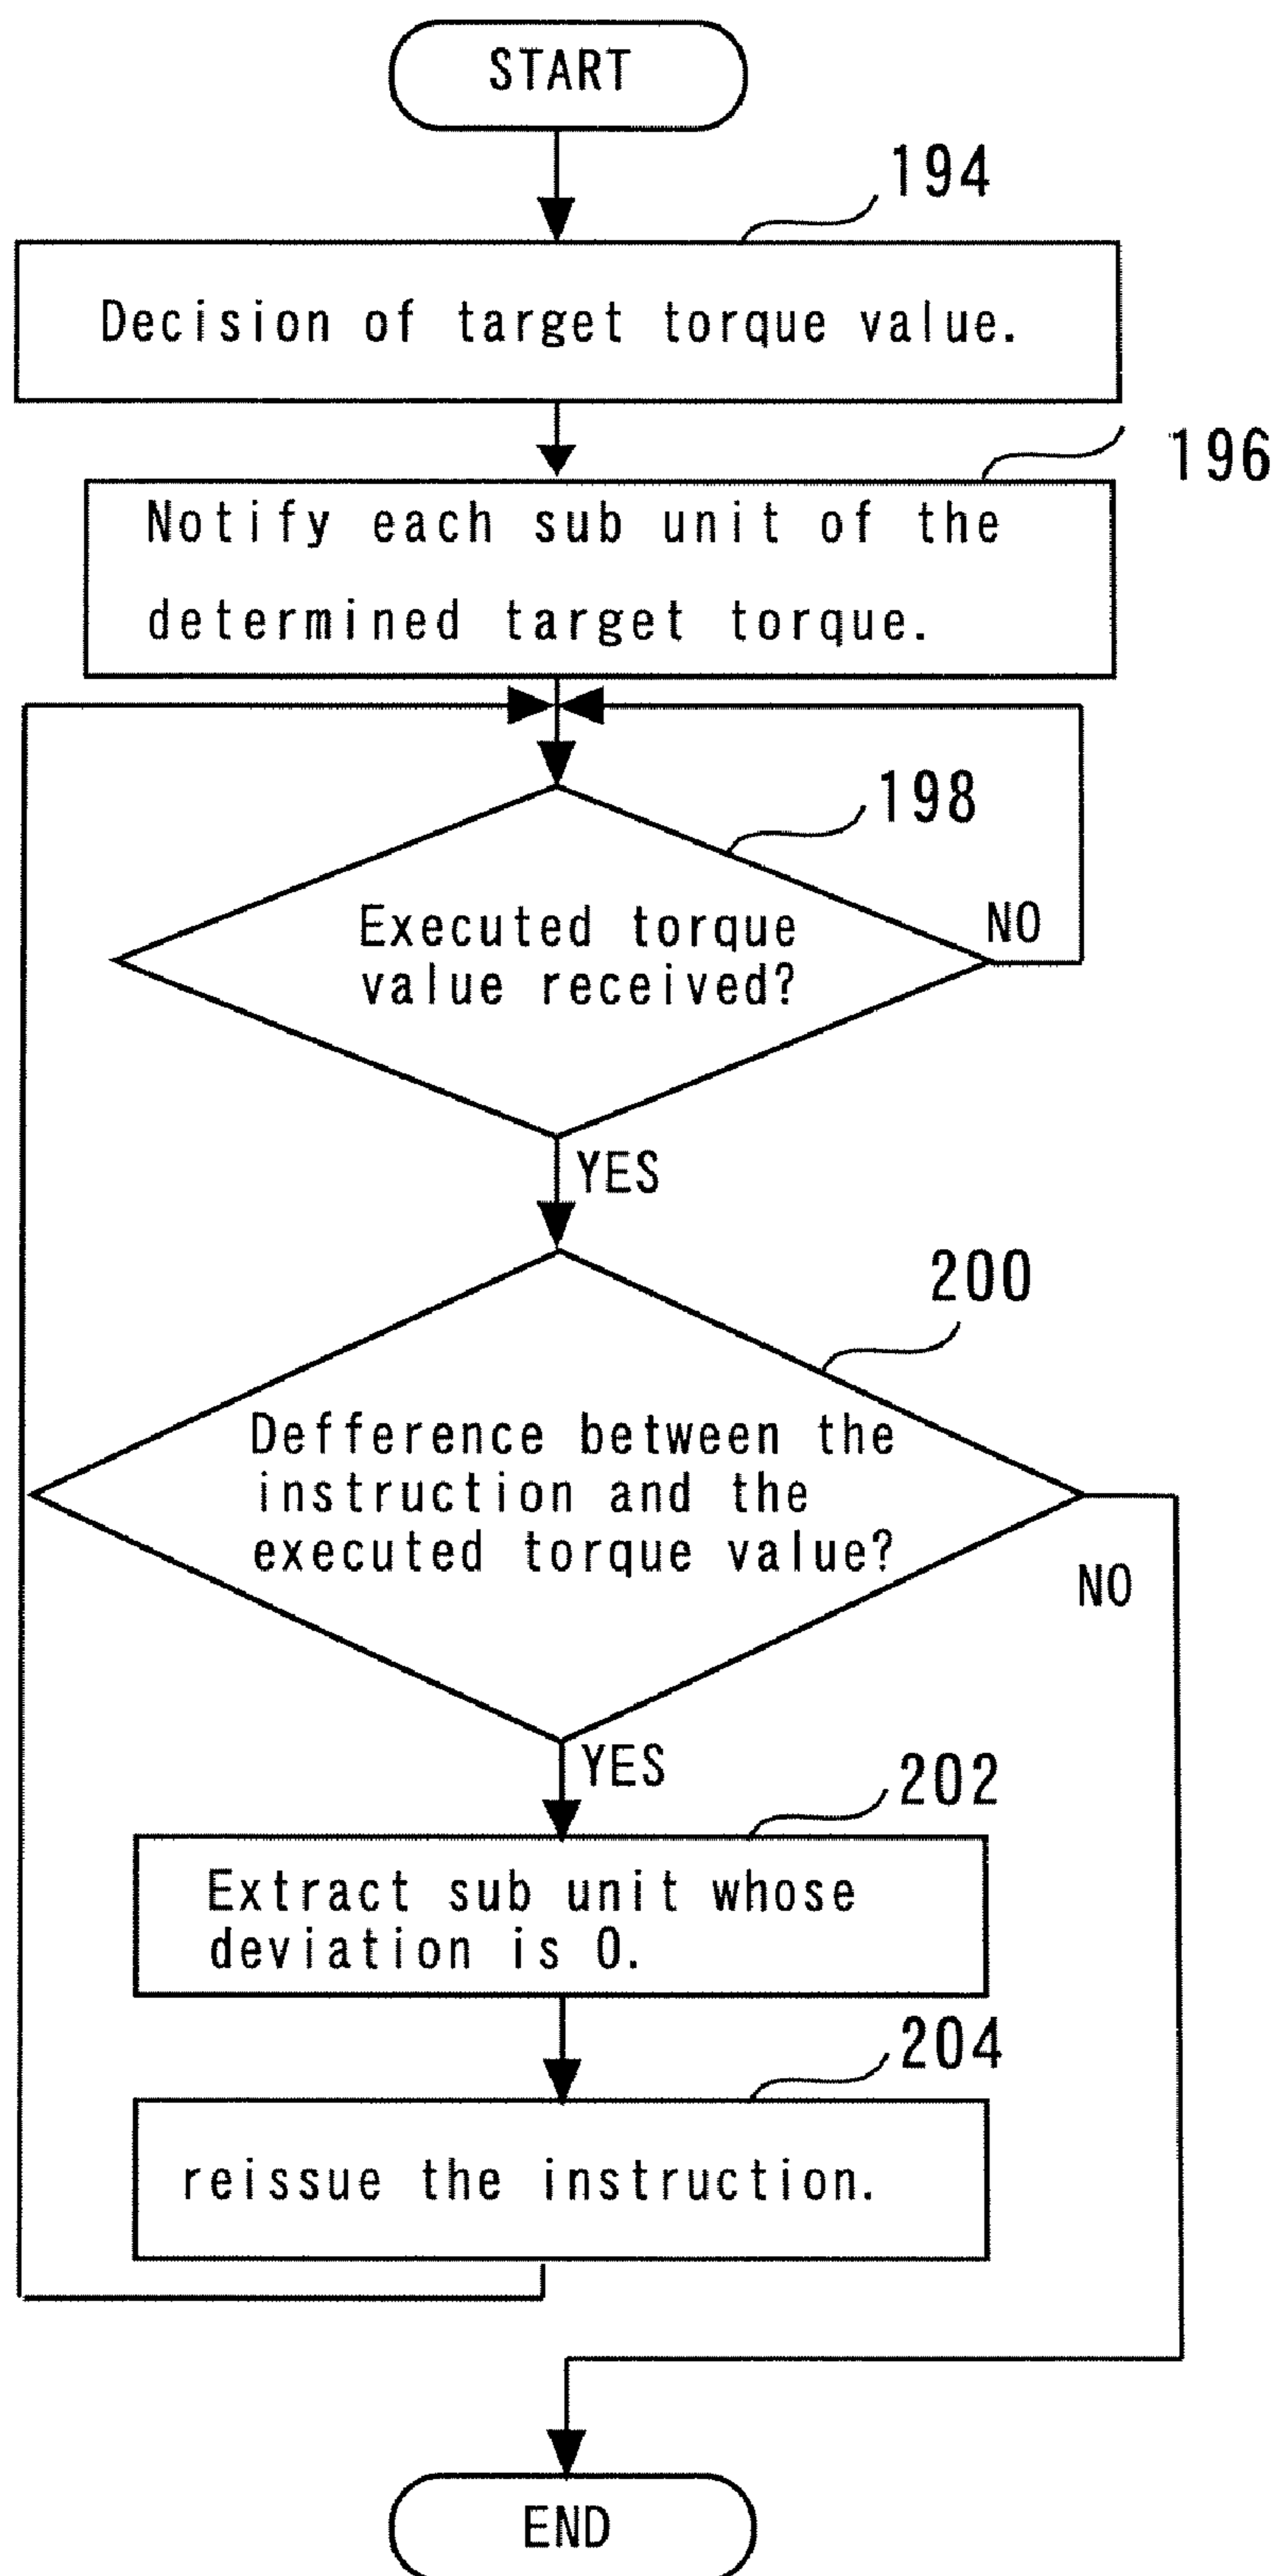 START
194
Decision of target torque value.
196
Notify each sub unit of the
determined target torque.
198
Executed torque
value received?
NO
YES
200
Defference between the
instruction and the
executed torque value?
NO
YES
202
Extract sub unit whose
deviation is 0.
204
reissue the instruction.
END